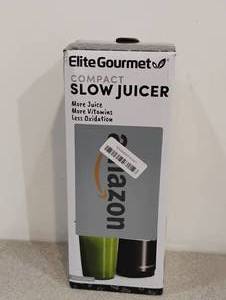 Elite Gourmet
COMPACT
SLOW JUICER
More Juice
More Vitamins
Less Oxidation
amazon